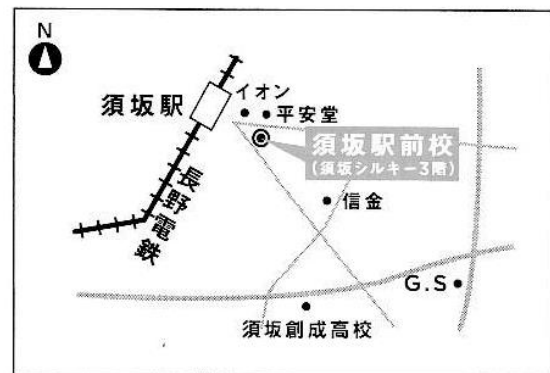 N
イオン
須坂駅
平安堂
須坂駅前校
(須坂シルキー3階)
長野電鉄
信金
G.S
須坂創成高校